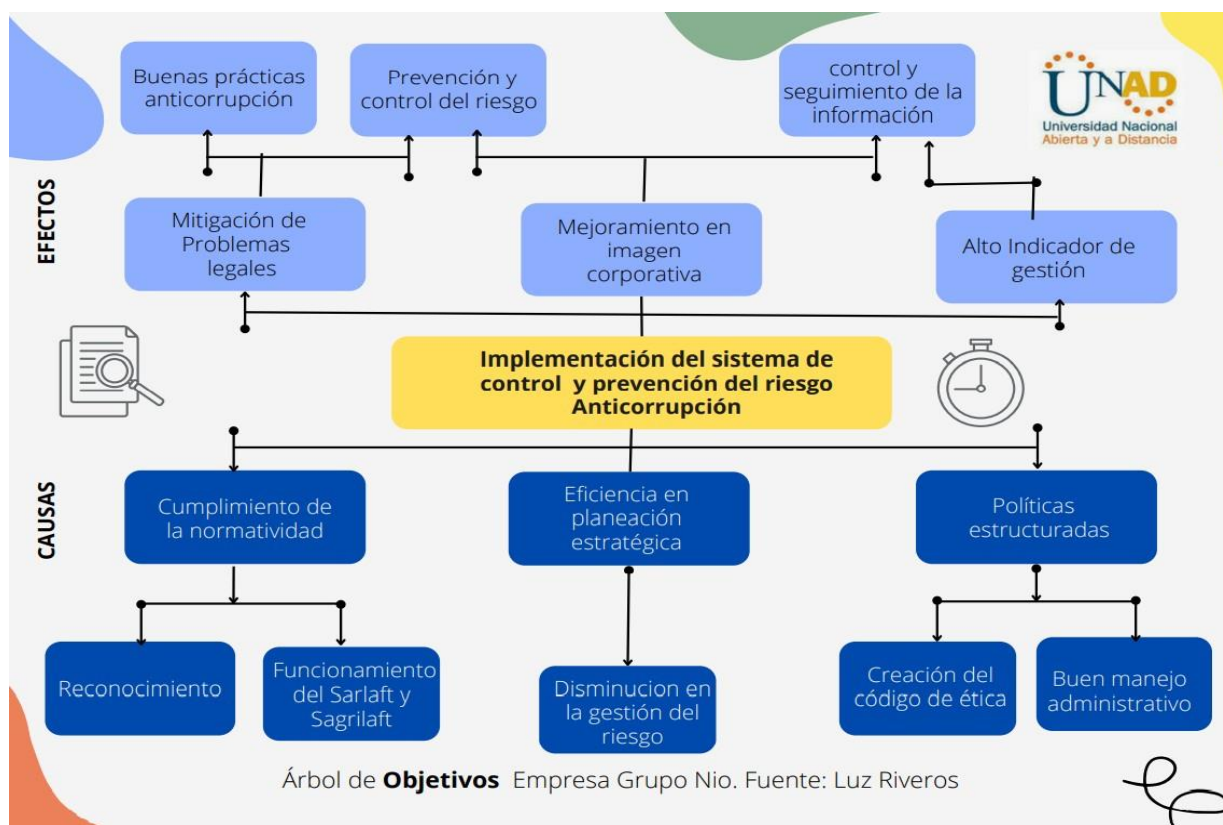 Buenas prácticas
anticorrupción
Prevención y
control del riesgo
control y
seguimiento de la
información
UNAD
Universidad Nacional
Abierta y a Distancia
EFECTOS
Mitigación de
Problemas
legales
Mejoramiento en
imagen
corporativa
Alto Indicador de
gestión
Implementación del sistema de
control y prevención del riesgo
Anticorrupción
CAUSAS
Cumplimiento de
la normatividad
Eficiencia en
planeación
estratégica
Políticas
estructuradas
Reconocimiento
Funcionamiento
del Sarlaft y
Sagrilaft
Disminucion en
la gestión del
riesgo
Creación del
código de ética
Buen manejo
administrativo
Árbol de Objetivos Empresa Grupo Nio. Fuente: Luz Riveros